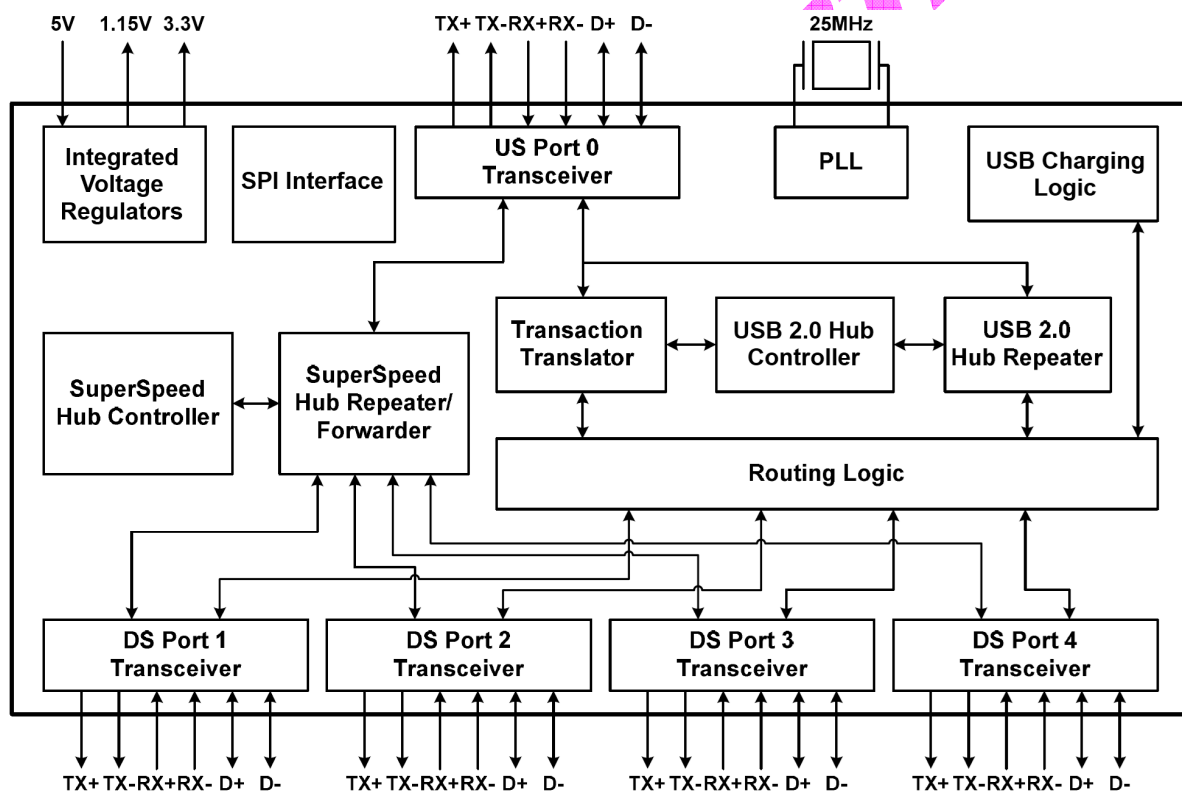 5V 1.15V 3.3V
TX+ TX- RX+ RX- D+ D-
25MHz
Integrated
Voltage
Regulators
SPI Interface
US Port 0
Transceiver
PLL
USB Charging
Logic
SuperSpeed
Hub Controller
SuperSpeed
Hub Repeater/
Forwarder
Transaction
Translator
USB 2.0 Hub
Controller
USB 2.0
Hub Repeater
Routing Logic
DS Port 1
Transceiver
DS Port 2
Transceiver
DS Port 3
Transceiver
DS Port 4
Transceiver
TX+ TX- RX+ RX- D+ D-
TX+ TX- RX+ RX- D+ D-
TX+ TX- RX+ RX- D+ D-
TX+ TX- RX+ RX- D+ D-